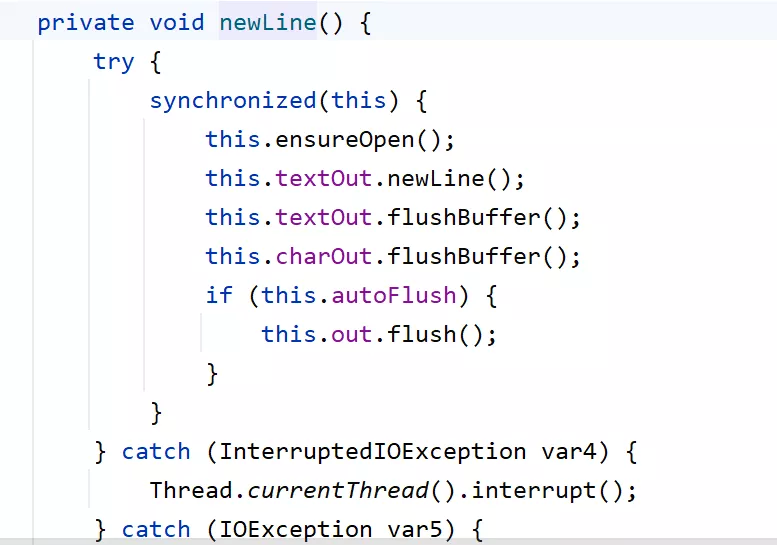 private void newLine() {
try {
synchronized(this) {
this.ensureOpen();
this.textOut.newLine();
this.textOut.flushBuffer();
this.charOut.flushBuffer();
if (this.autoFlush) {
this.out.flush();
}
}
} catch (InterruptedIOException var4) {
Thread.currentThread().interrupt();
} catch (IOException var5) {